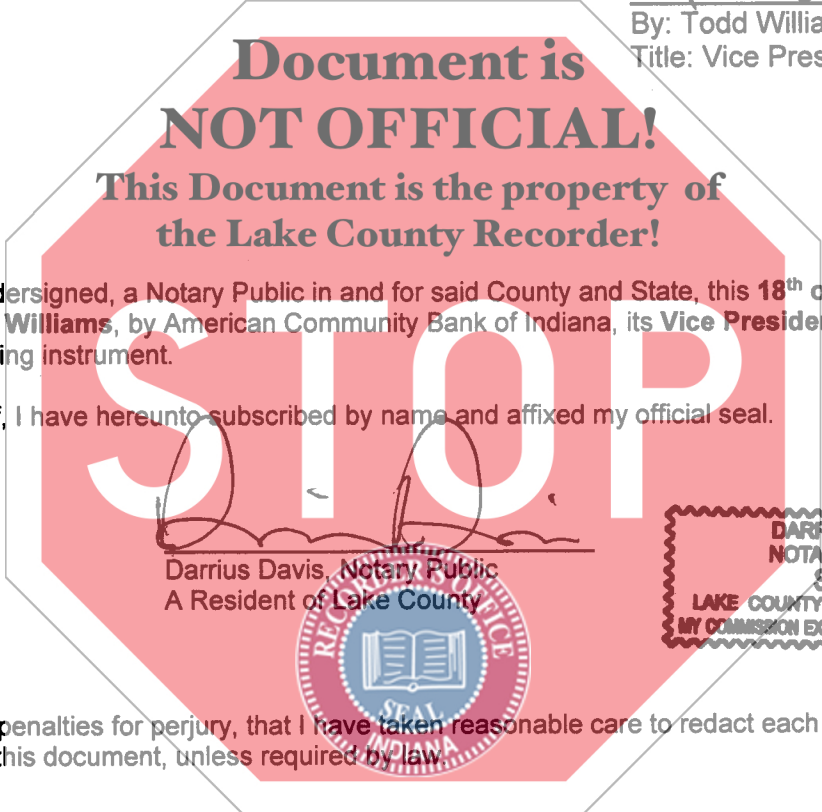 By: Todd Willia
Title: Vice Pres
Document is
NOT OFFICIAL!
This Document is the property of
the Lake County Recorder!
STOP
dersigned, a Notary Public in and for said County and State, this 18th
Williams, by American Community Bank of Indiana, its Vice Preside
ing instrument.
, I have hereunto subscribed by name and affixed my official seal.
Darrius Davis, Notary Public
A Resident of Lake County
DARR
NOTA
S
LAKE COUNTY
MY COMMISSION EX
RECORDER'S OFFICE
SEAL
INDIANA
penalties for perjury, that I have taken reasonable care to redact each
this document, unless required by law.